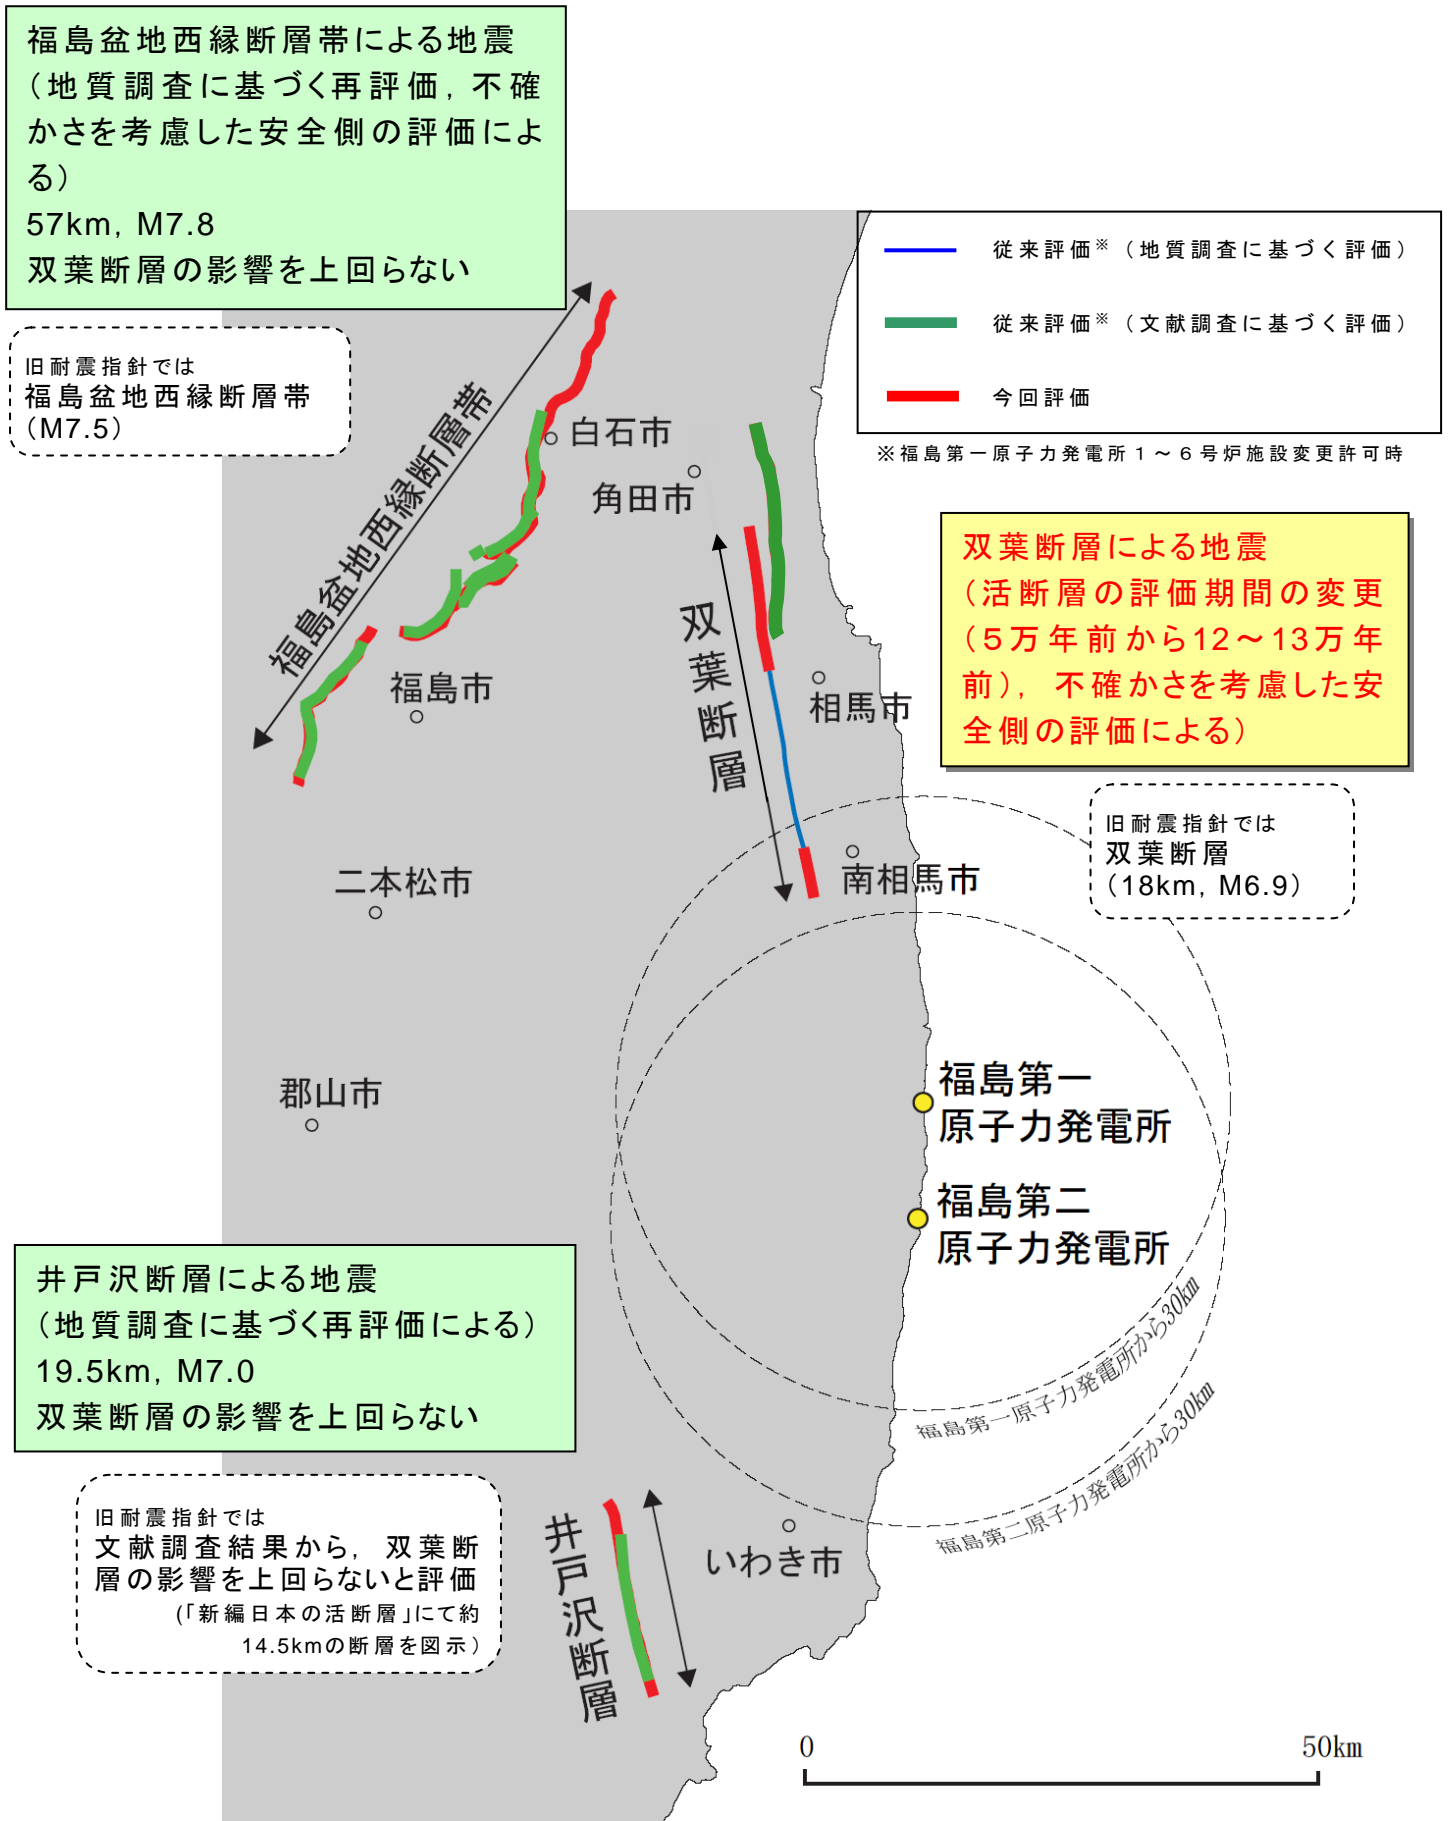 福島盆地西縁断層帯による地震
（地質調査に基づく再評価，不確
かさを考慮した安全側の評価によ
る）
57km，M7.8
双葉断層の影響を上回らない
旧耐震指針では
福島盆地西縁断層帯
（M7.5）
従来評価※（地質調査に基づく評価）
従来評価※（文献調査に基づく評価）
今回評価
※福島第一原子力発電所１～６号炉施設変更許可時
福島盆地西縁断層帯
白石市
角田市
双葉断層
福島市
相馬市
双葉断層による地震
（活断層の評価期間の変更
（５万年前から12～13万年
前），不確かさを考慮した安
全側の評価による）
旧耐震指針では
双葉断層
（18km，M6.9）
二本松市
南相馬市
郡山市
福島第一
原子力発電所
福島第二
原子力発電所
福島第一原子力発電所から30km
福島第二原子力発電所から30km
井戸沢断層による地震
（地質調査に基づく再評価による）
19.5km，M7.0
双葉断層の影響を上回らない
旧耐震指針では
文献調査結果から，双葉断
層の影響を上回らないと評価
(｢新編日本の活断層｣にて約
14.5kmの断層を図示）
井戸沢断層
いわき市
0
50km